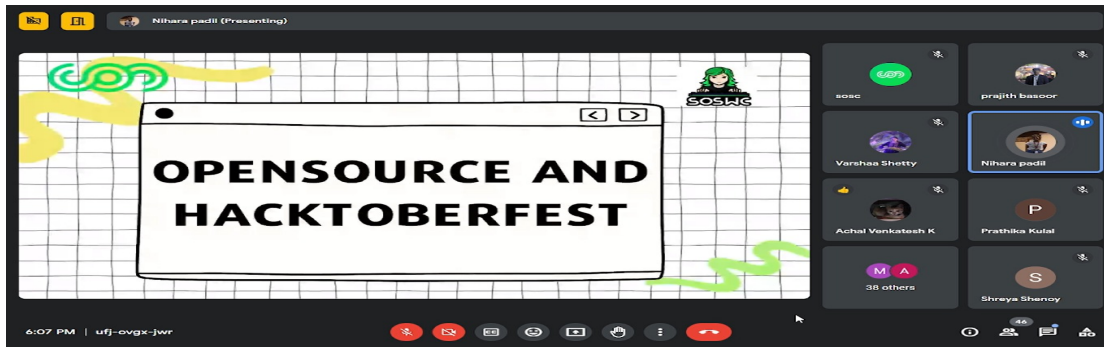 Nihara padil (Presenting)
SOSWC
OPENSOURCE AND
HACKTOBERFEST
sosc
prajith basoor
Varshaa Shetty
Nihara padil
Achal Venkatesh K
P
Prathika Kulal
M A
38 others
S
Shreya Shenoy
6:07 PM | ufj-ovgx-jwr
46